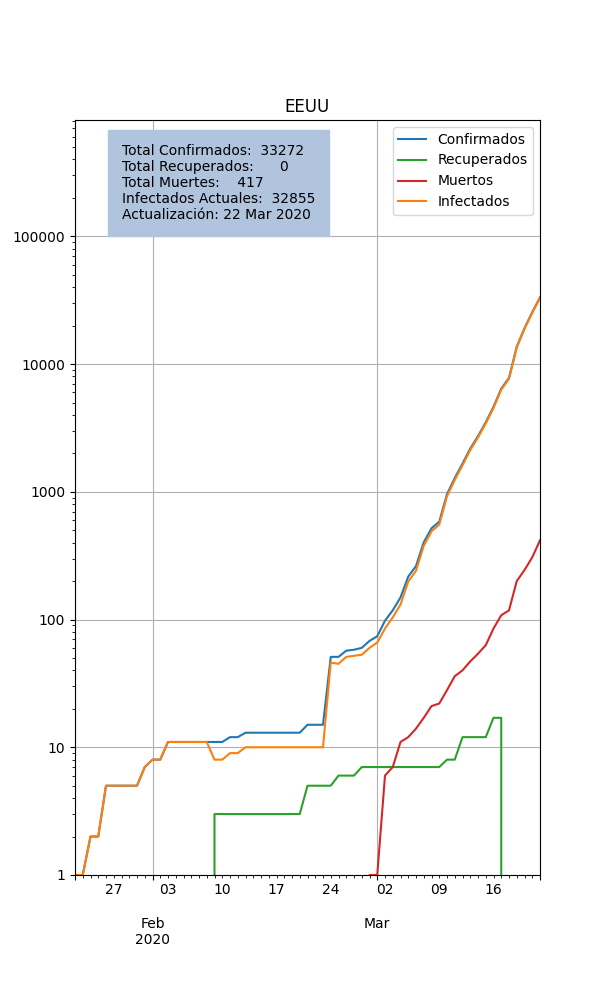 EEUU
Total Confirmados: 33272
Total Recuperados: 0
Total Muertes: 417
Infectados Actuales: 32855
Actualización: 22 Mar 2020
Confirmados
Recuperados
Muertos
Infectados
100000
10000
1000
100
10
1
27 03 10 17 24 02 09 16
Feb Mar
2020